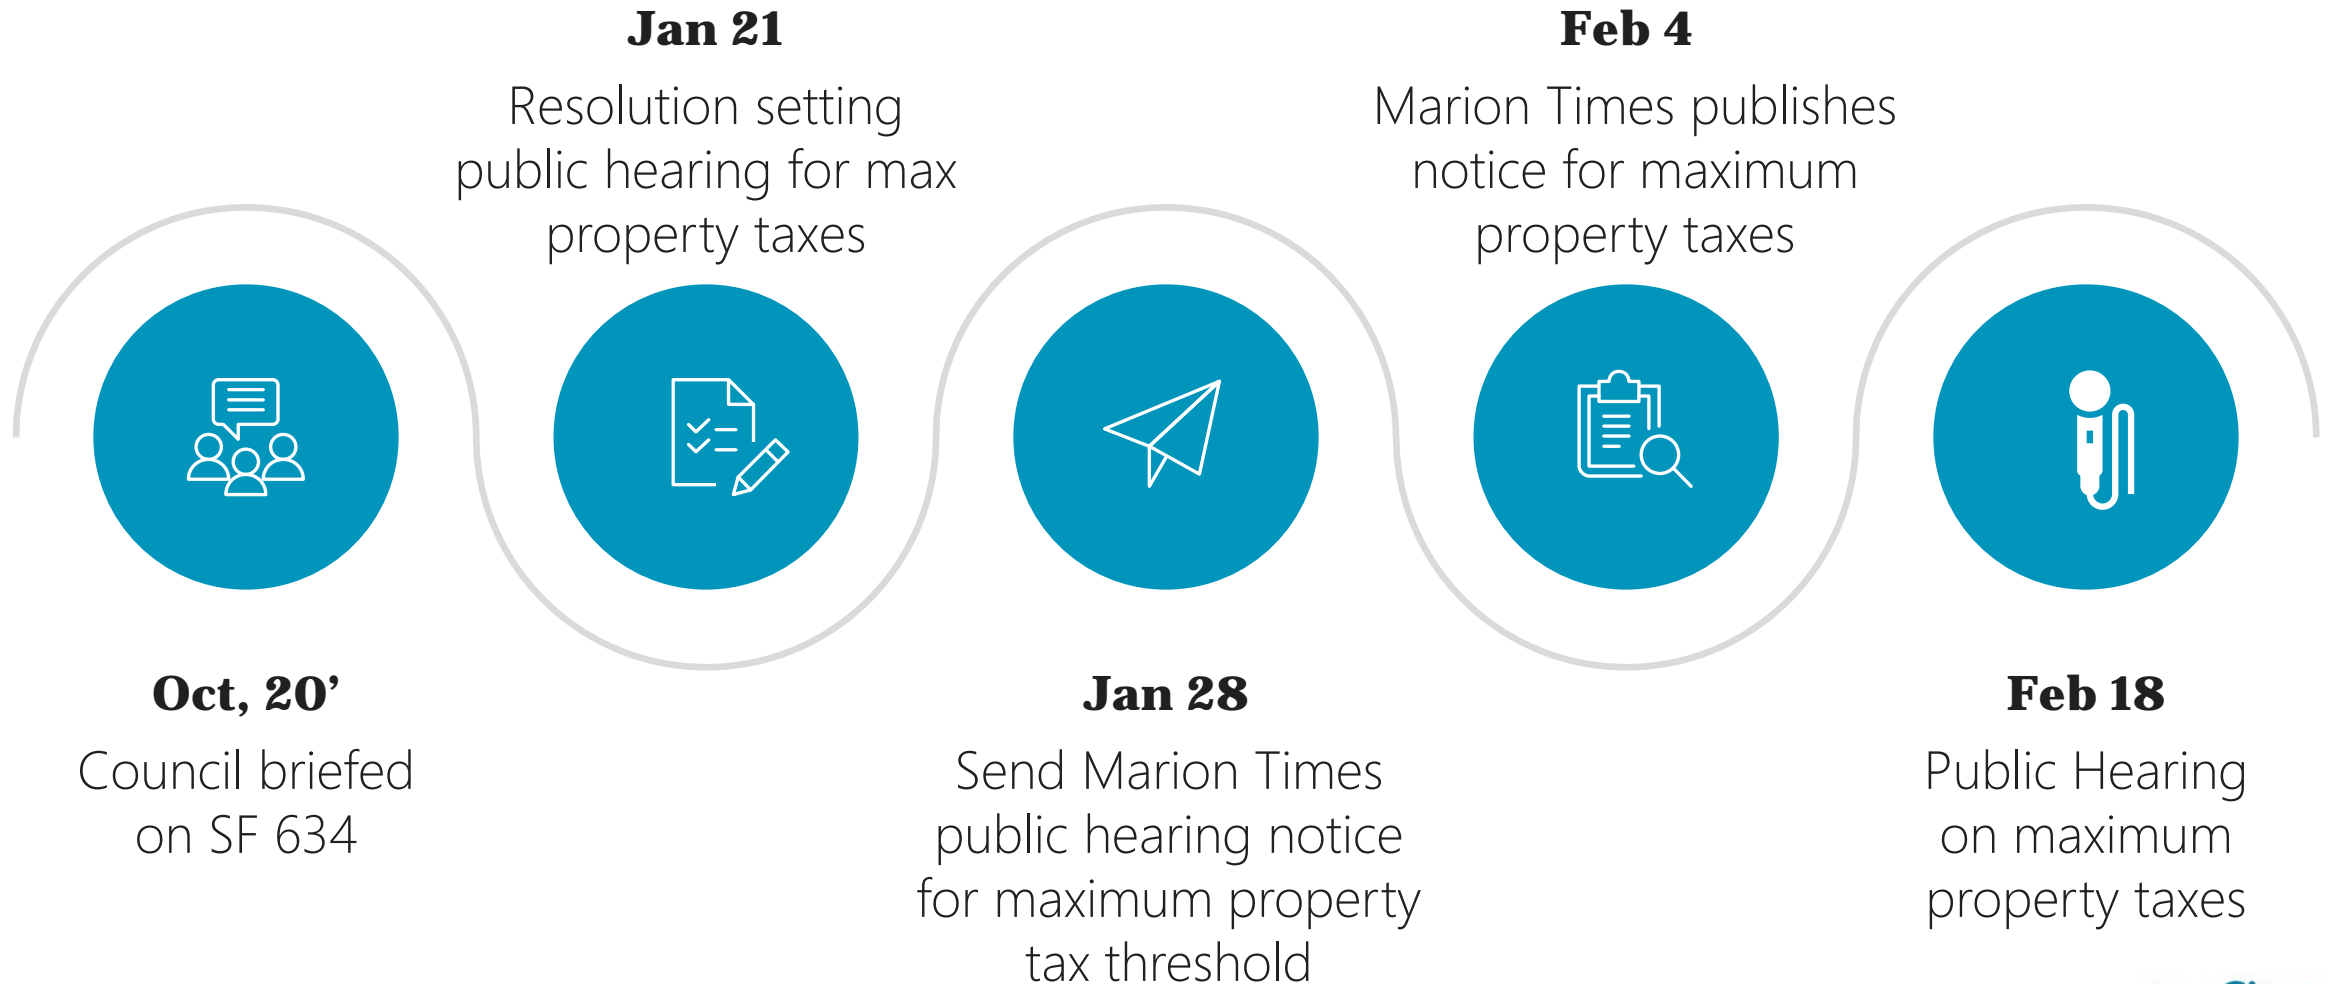 Jan 21
Resolution setting
public hearing for max
property taxes
Feb 4
Marion Times publishes
notice for maximum
property taxes
Oct, 20’
Council briefed
on SF 634
Jan 28
Send Marion Times
public hearing notice
for maximum property
tax threshold
Feb 18
Public Hearing
on maximum
property taxes